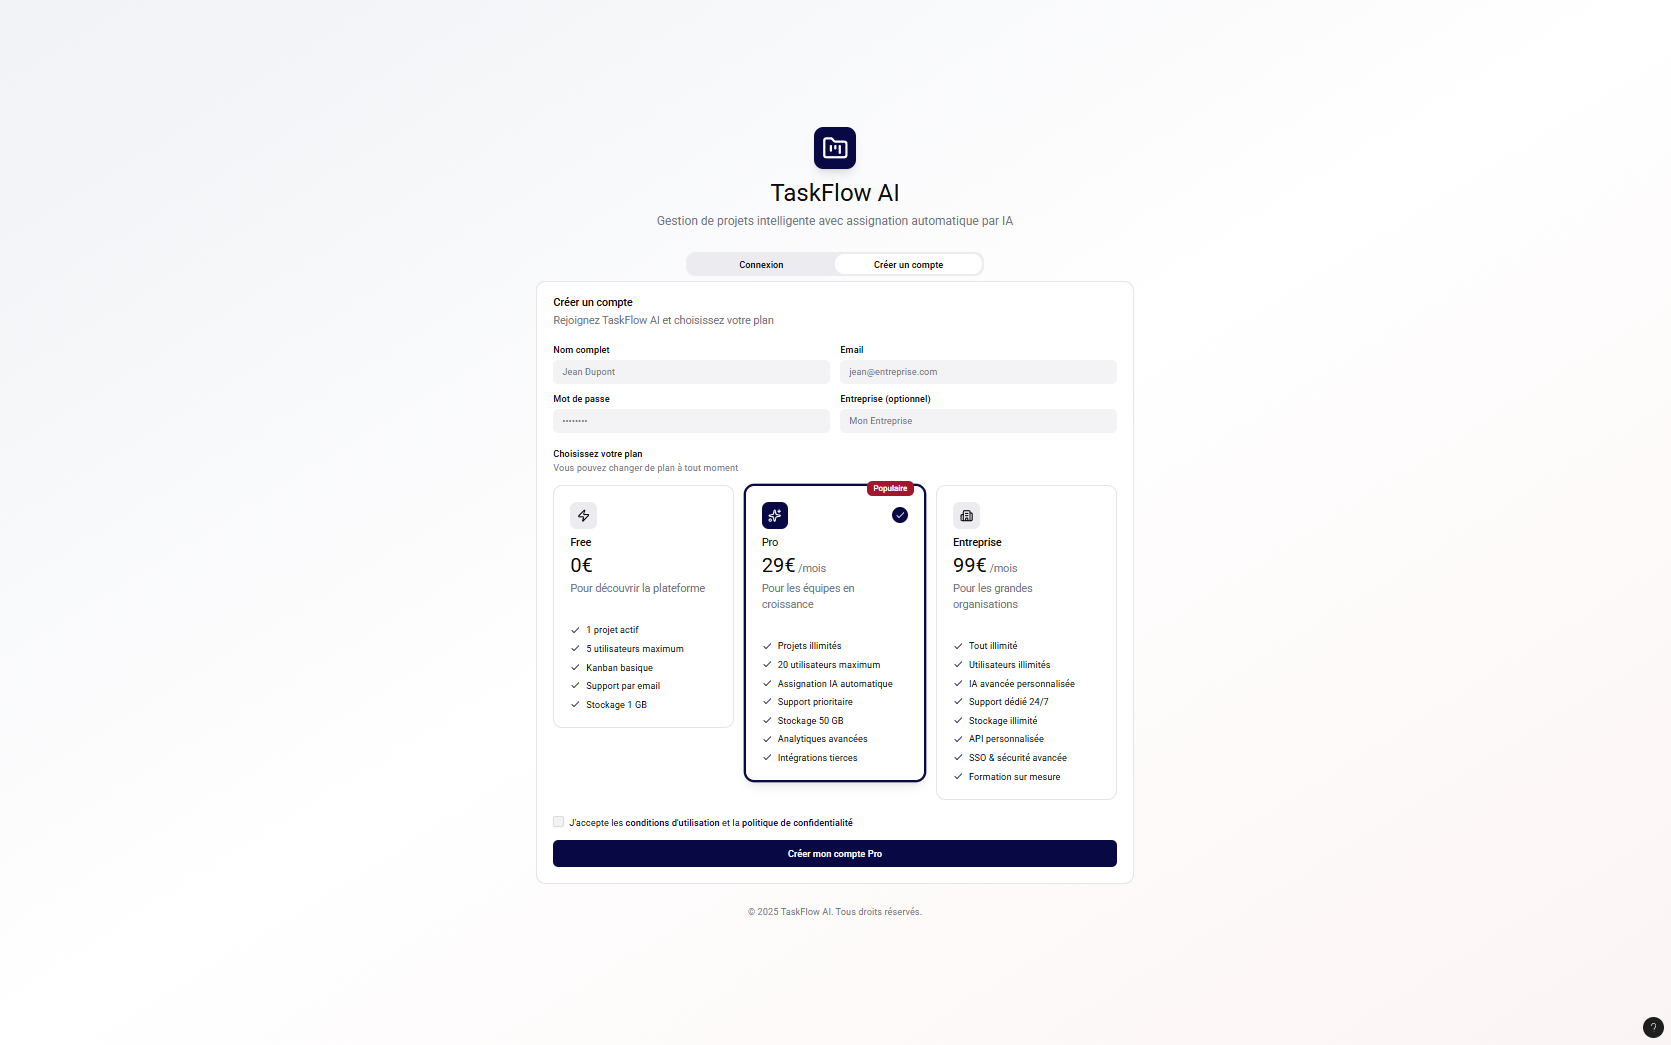 TaskFlow AI
Gestion de projets intelligente avec assignation automatique par IA
Connexion
Créer un compte
Créer un compte
Rejoignez TaskFlow AI et choisissez votre plan
Nom complet
Email
Jean Dupont
jean@entreprise.com
Mot de passe
Entreprise (optionnel)
••••••••
Mon Entreprise
Choisissez votre plan
Vous pouvez changer de plan à tout moment
Free
0€
Pour découvrir la plateforme
1 projet actif
5 utilisateurs maximum
Kanban basique
Support par email
Stockage 1 GB
Populaire
Pro
29€ /mois
Pour les équipes en
croissance
Projets illimités
20 utilisateurs maximum
Assignation IA automatique
Support prioritaire
Stockage 50 GB
Analytiques avancées
Intégrations tierces
Entreprise
99€ /mois
Pour les grandes
organisations
Tout illimité
Utilisateurs illimités
IA avancée personnalisée
Support dédié 24/7
Stockage illimité
API personnalisée
SSO & sécurité avancée
Formation sur mesure
J'accepte les conditions d'utilisation et la politique de confidentialité
Créer mon compte Pro
© 2025 TaskFlow AI. Tous droits réservés.
?